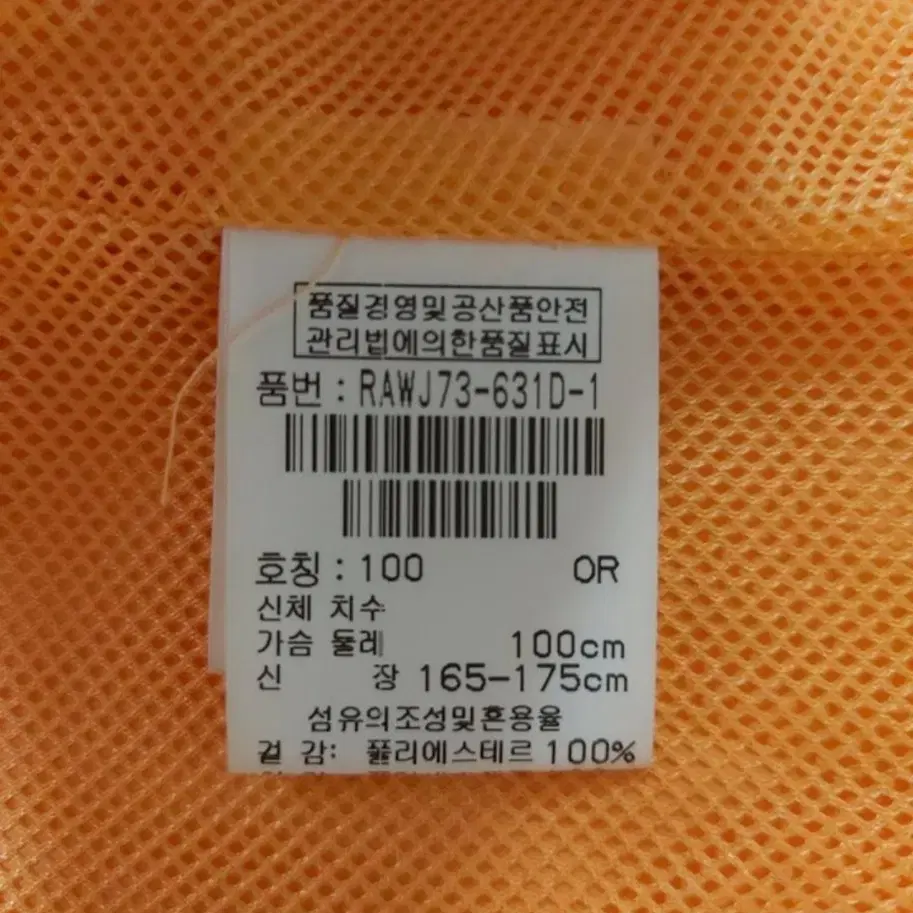 품질경영및공산품안전
관리법에의한품질표시
품번 : RAWJ73-631D-1
호칭 : 100 OR
신체 치수
가슴 둘레 100cm
신 장 165-175cm
섬유의조성및혼용율
겉 감: 폴리에스테르 100%